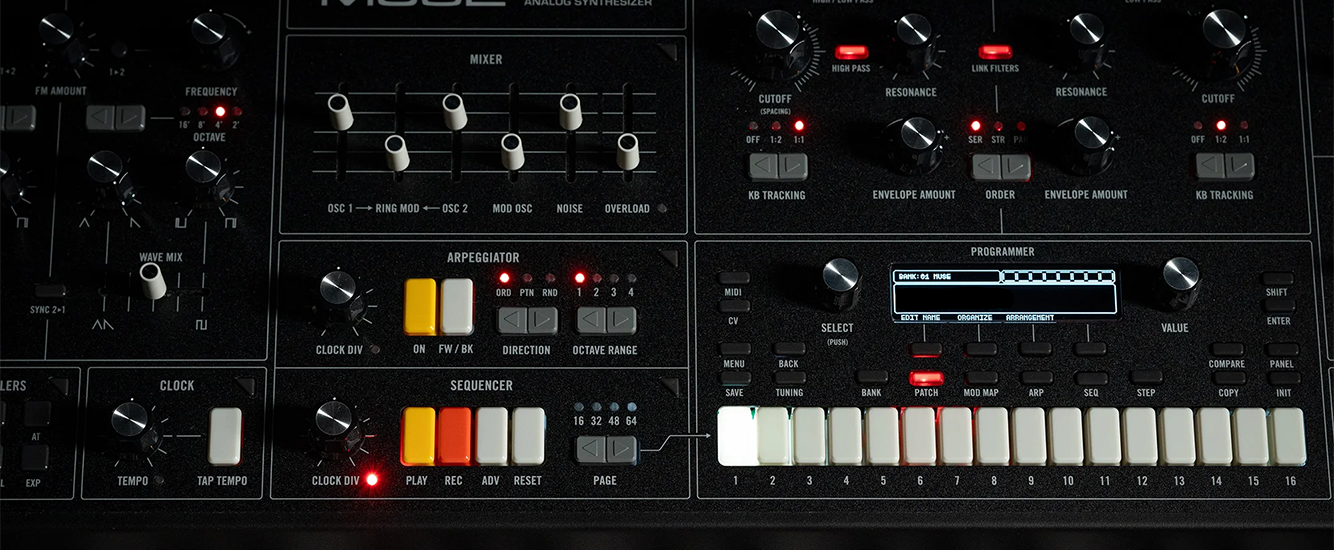 MUSE
ANALOG SYNTHESIZER
FM AMOUNT
1▸2
FREQUENCY
16' 8' 4' 2'
OCTAVE
WAVE MIX
SYNC 2▸1
MIXER
OSC 1 → RING MOD ← OSC 2 MOD OSC NOISE OVERLOAD
HIGH PASS
LINK FILTERS
RESONANCE
RESONANCE
CUTOFF
(SPACING)
CUTOFF
OFF 1:2 1:1
SER STR PAR
OFF 1:2 1:1
KB TRACKING
ENVELOPE AMOUNT
ORDER
ENVELOPE AMOUNT
KB TRACKING
ARPEGGIATOR
ORD PTN RND
1 2 3 4
CLOCK DIV
ON
FW / BK
DIRECTION
OCTAVE RANGE
PROGRAMMER
BANK:01 MUSE
EDIT NAME ORGANIZE ARRANGEMENT
MIDI
CV
SELECT
(PUSH)
VALUE
SHIFT
ENTER
MENU
BACK
COMPARE
PANEL
SAVE
TUNING
BANK
PATCH
MOD MAP
ARP
SEQ
STEP
COPY
INIT
1 2 3 4 5 6 7 8 9 10 11 12 13 14 15 16
LERS
AT
EXP
CLOCK
TEMPO
TAP TEMPO
SEQUENCER
16 32 48 64
CLOCK DIV
PLAY
REC
ADV
RESET
PAGE